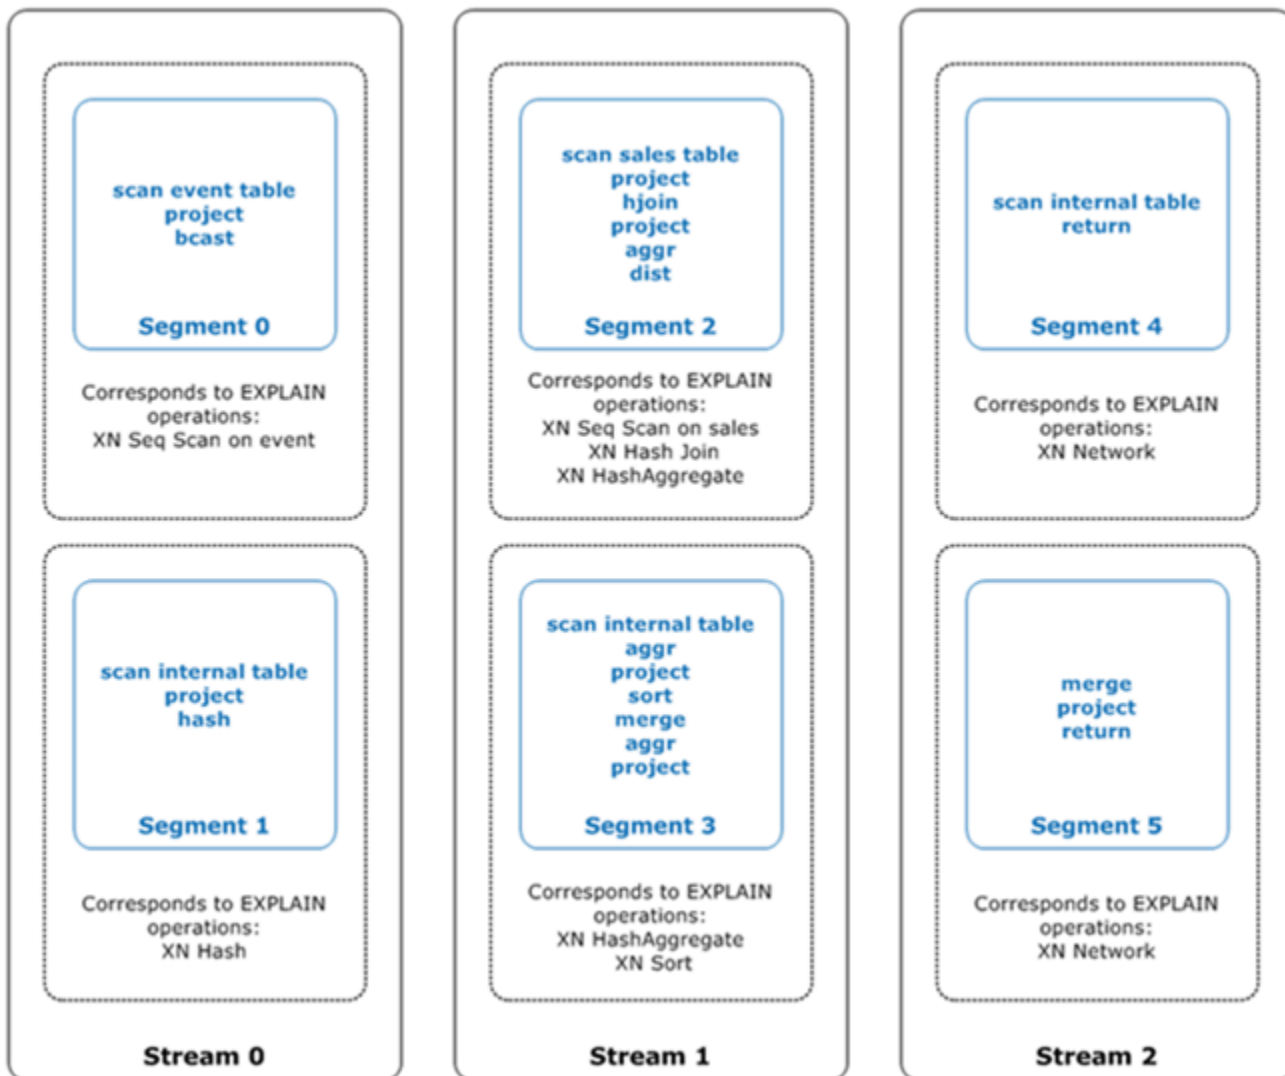 scan event table
project
bcast
Segment 0
Corresponds to EXPLAIN
operations:
XN Seq Scan on event
scan internal table
project
hash
Segment 1
Corresponds to EXPLAIN
operations:
XN Hash
Stream 0
scan sales table
project
hjoin
project
aggr
dist
Segment 2
Corresponds to EXPLAIN
operations:
XN Seq Scan on sales
XN Hash Join
XN HashAggregate
scan internal table
aggr
project
sort
merge
aggr
project
Segment 3
Corresponds to EXPLAIN
operations:
XN HashAggregate
XN Sort
Stream 1
scan internal table
return
Segment 4
Corresponds to EXPLAIN
operations:
XN Network
merge
project
return
Segment 5
Corresponds to EXPLAIN
operations:
XN Network
Stream 2